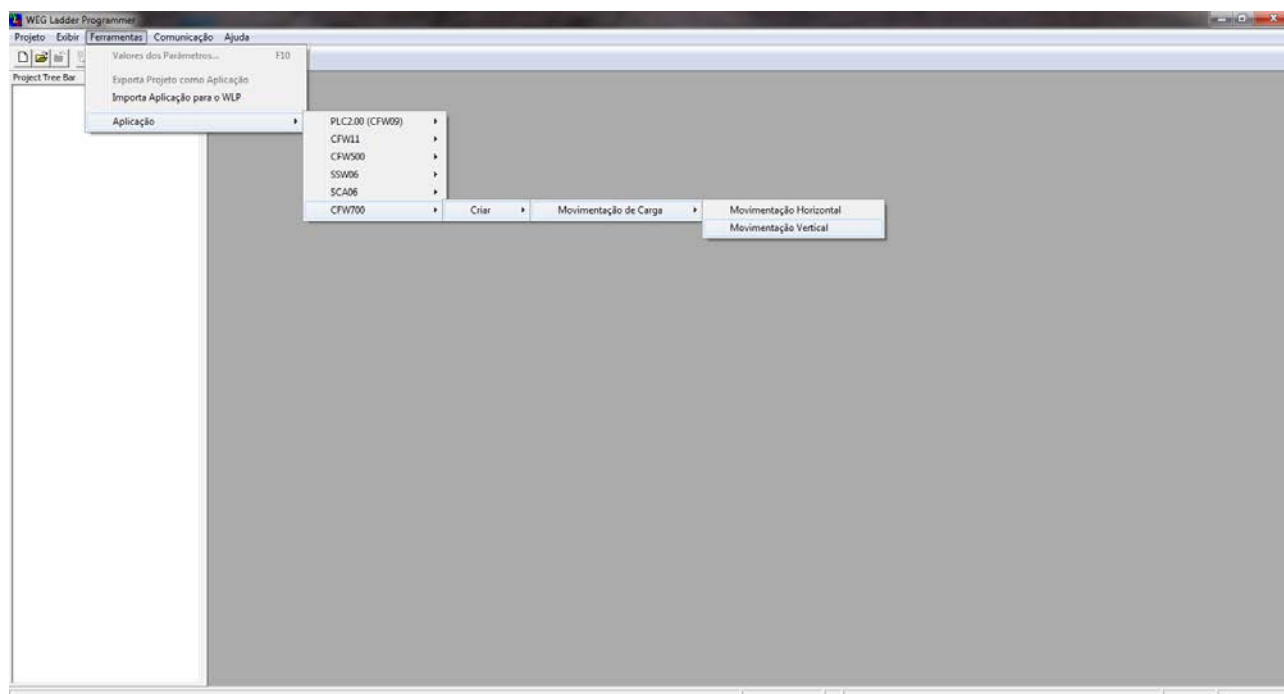 WEG Ladder Programmer
Projeto Exibir Ferramentas Comunicação Ajuda
Valores dos Parâmetros... F10
Project Tree Bar
Exporta Projeto como Aplicação
Importa Aplicação para o WLP
Aplicação
PLC2.00 (CFW09)
CFW11
CFW500
SSW06
SCA06
CFW700
Criar
Movimentação de Carga
Movimentação Horizontal
Movimentação Vertical